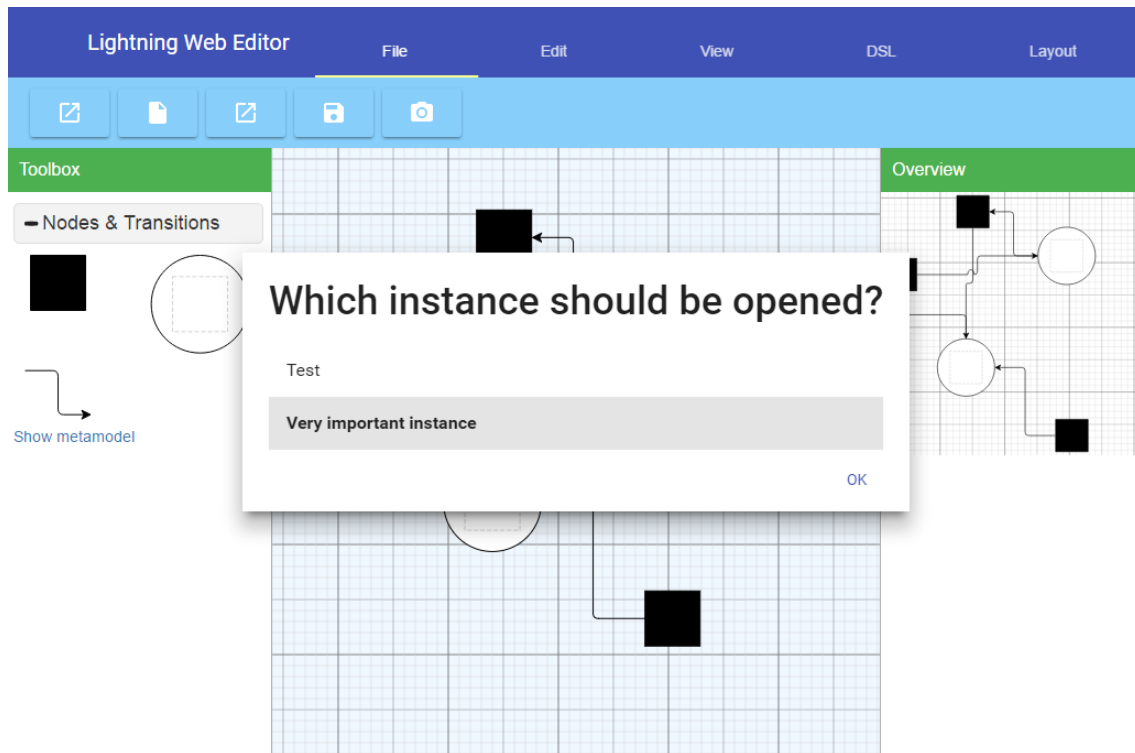 Lightning Web Editor
File
Edit
View
DSL
Layout
Toolbox
Overview
Nodes & Transitions
Show metamodel
Which instance should be opened?
Test
Very important instance
OK